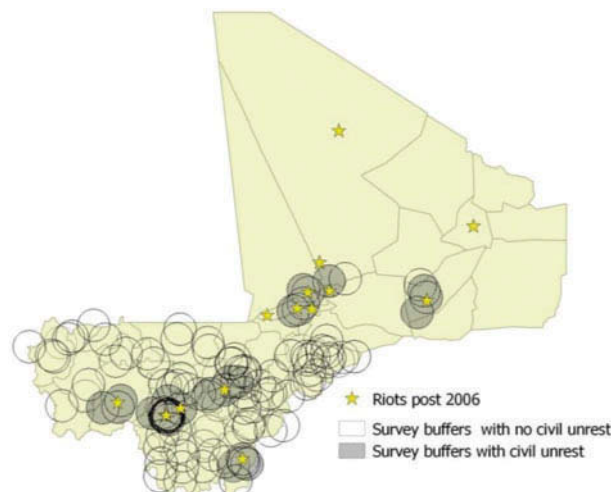 Riots post 2006
Survey buffers with no civil unrest
Survey buffers with civil unrest